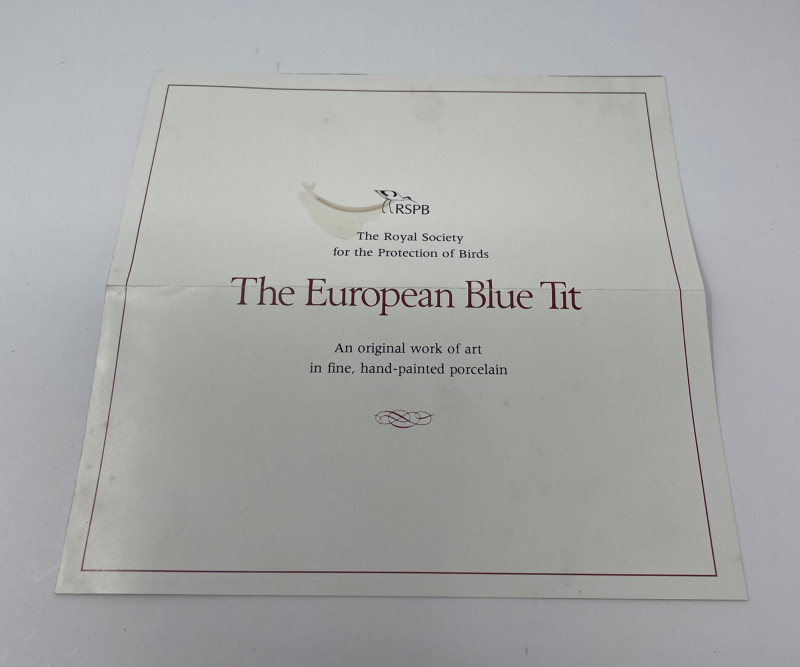 RSPB
The Royal Society
for the Protection of Birds
The European Blue Tit
An original work of art
in fine, hand-painted porcelain